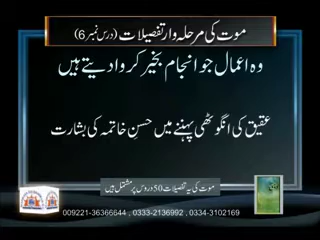 موت کی مرحلہ وار تفصیلات (درس نمبر 6)
وہ اعمال جو انجام بخیر کروا دیتے ہیں
عقیق کی انگوٹھی پہننے میں حسنِ خاتمہ کی بشارت
موت کی یہ تفصیلات 50 دروس پر مشتمل ہیں
009221-36366644 , 0333-2136992 , 0334-3102169